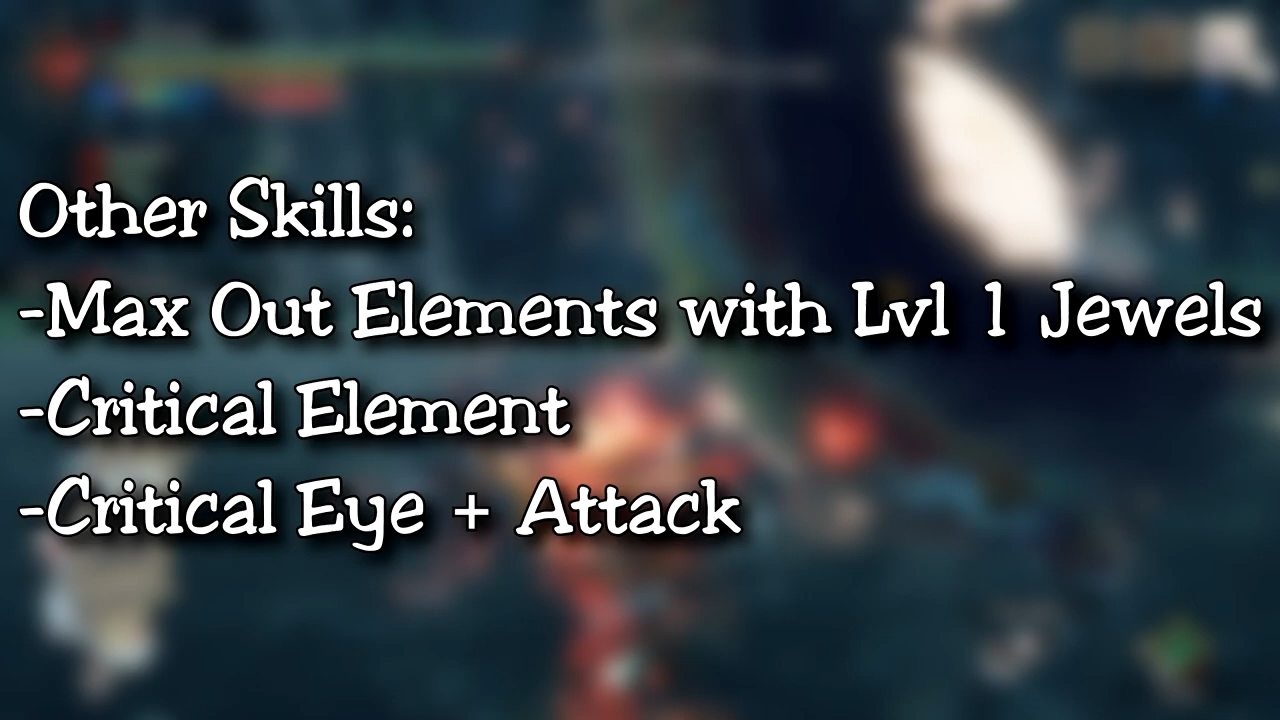 Other Skills:
-Max Out Elements with Lvl 1 Jewels
-Critical Element
-Critical Eye + Attack